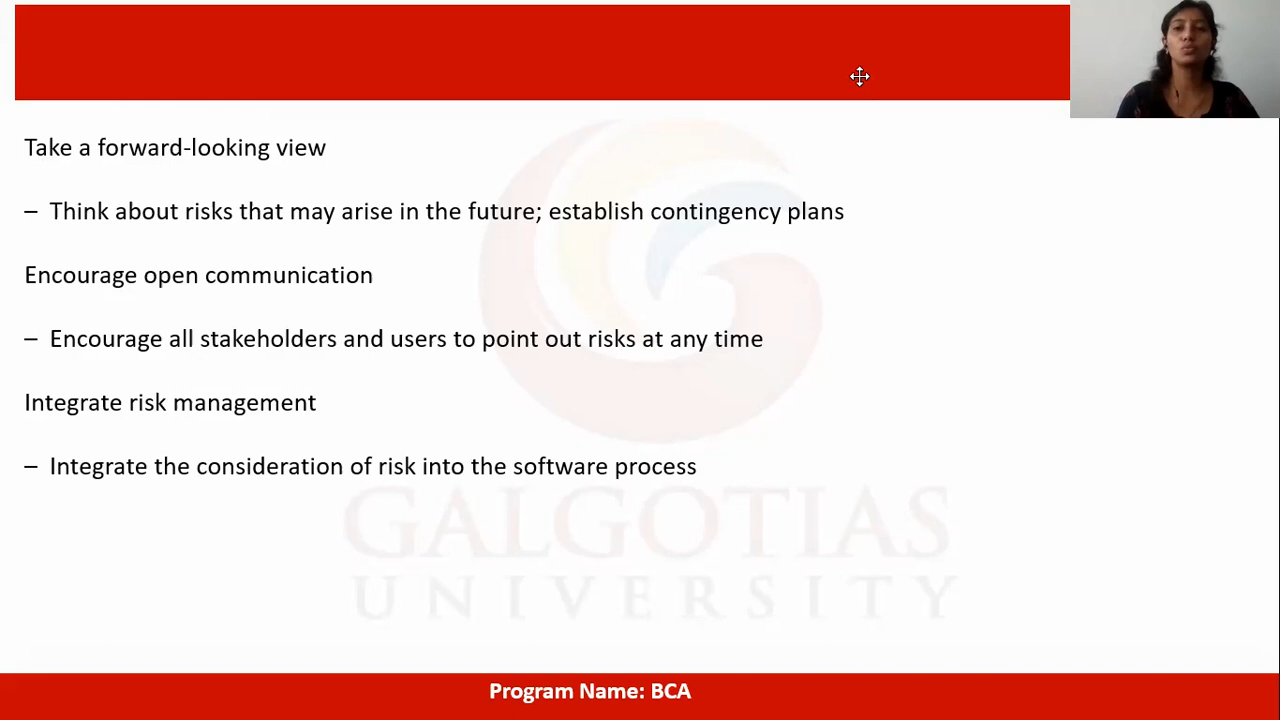 Take a forward-looking view
– Think about risks that may arise in the future; establish contingency plans
Encourage open communication
– Encourage all stakeholders and users to point out risks at any time
Integrate risk management
– Integrate the consideration of risk into the software process
GALGOTIAS
UNIVERSITY
Program Name: BCA